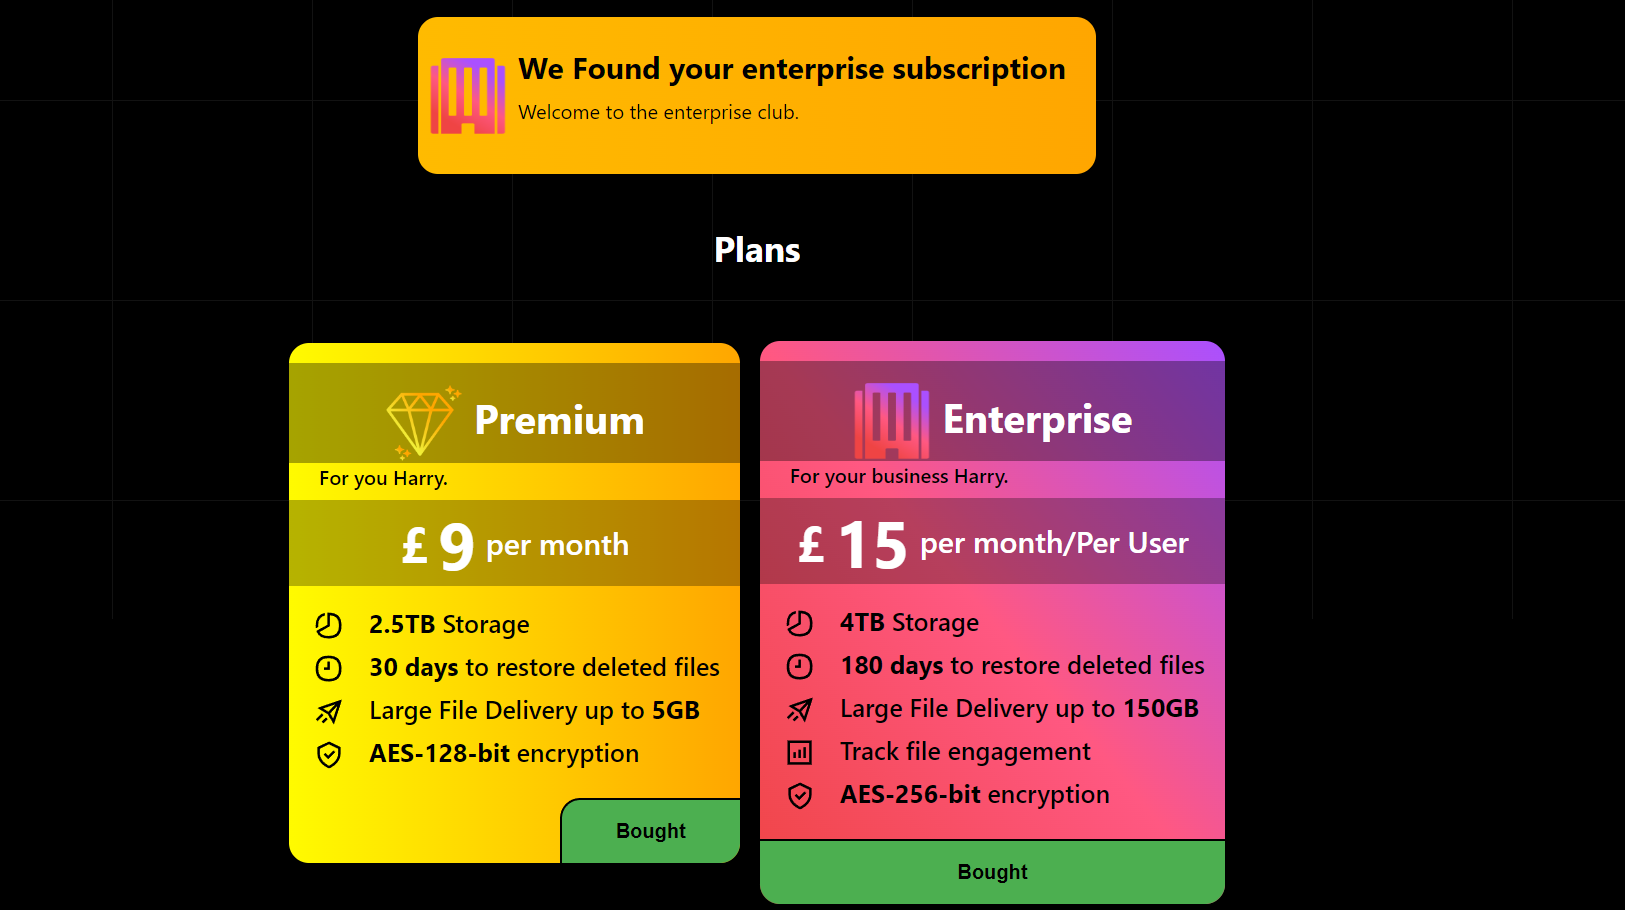 We Found your enterprise subscription
Welcome to the enterprise club.
Plans
Premium
For you Harry.
£ 9 per month
2.5TB Storage
30 days to restore deleted files
Large File Delivery up to 5GB
AES-128-bit encryption
Bought
Enterprise
For your business Harry.
£ 15 per month/Per User
4TB Storage
180 days to restore deleted files
Large File Delivery up to 150GB
Track file engagement
AES-256-bit encryption
Bought